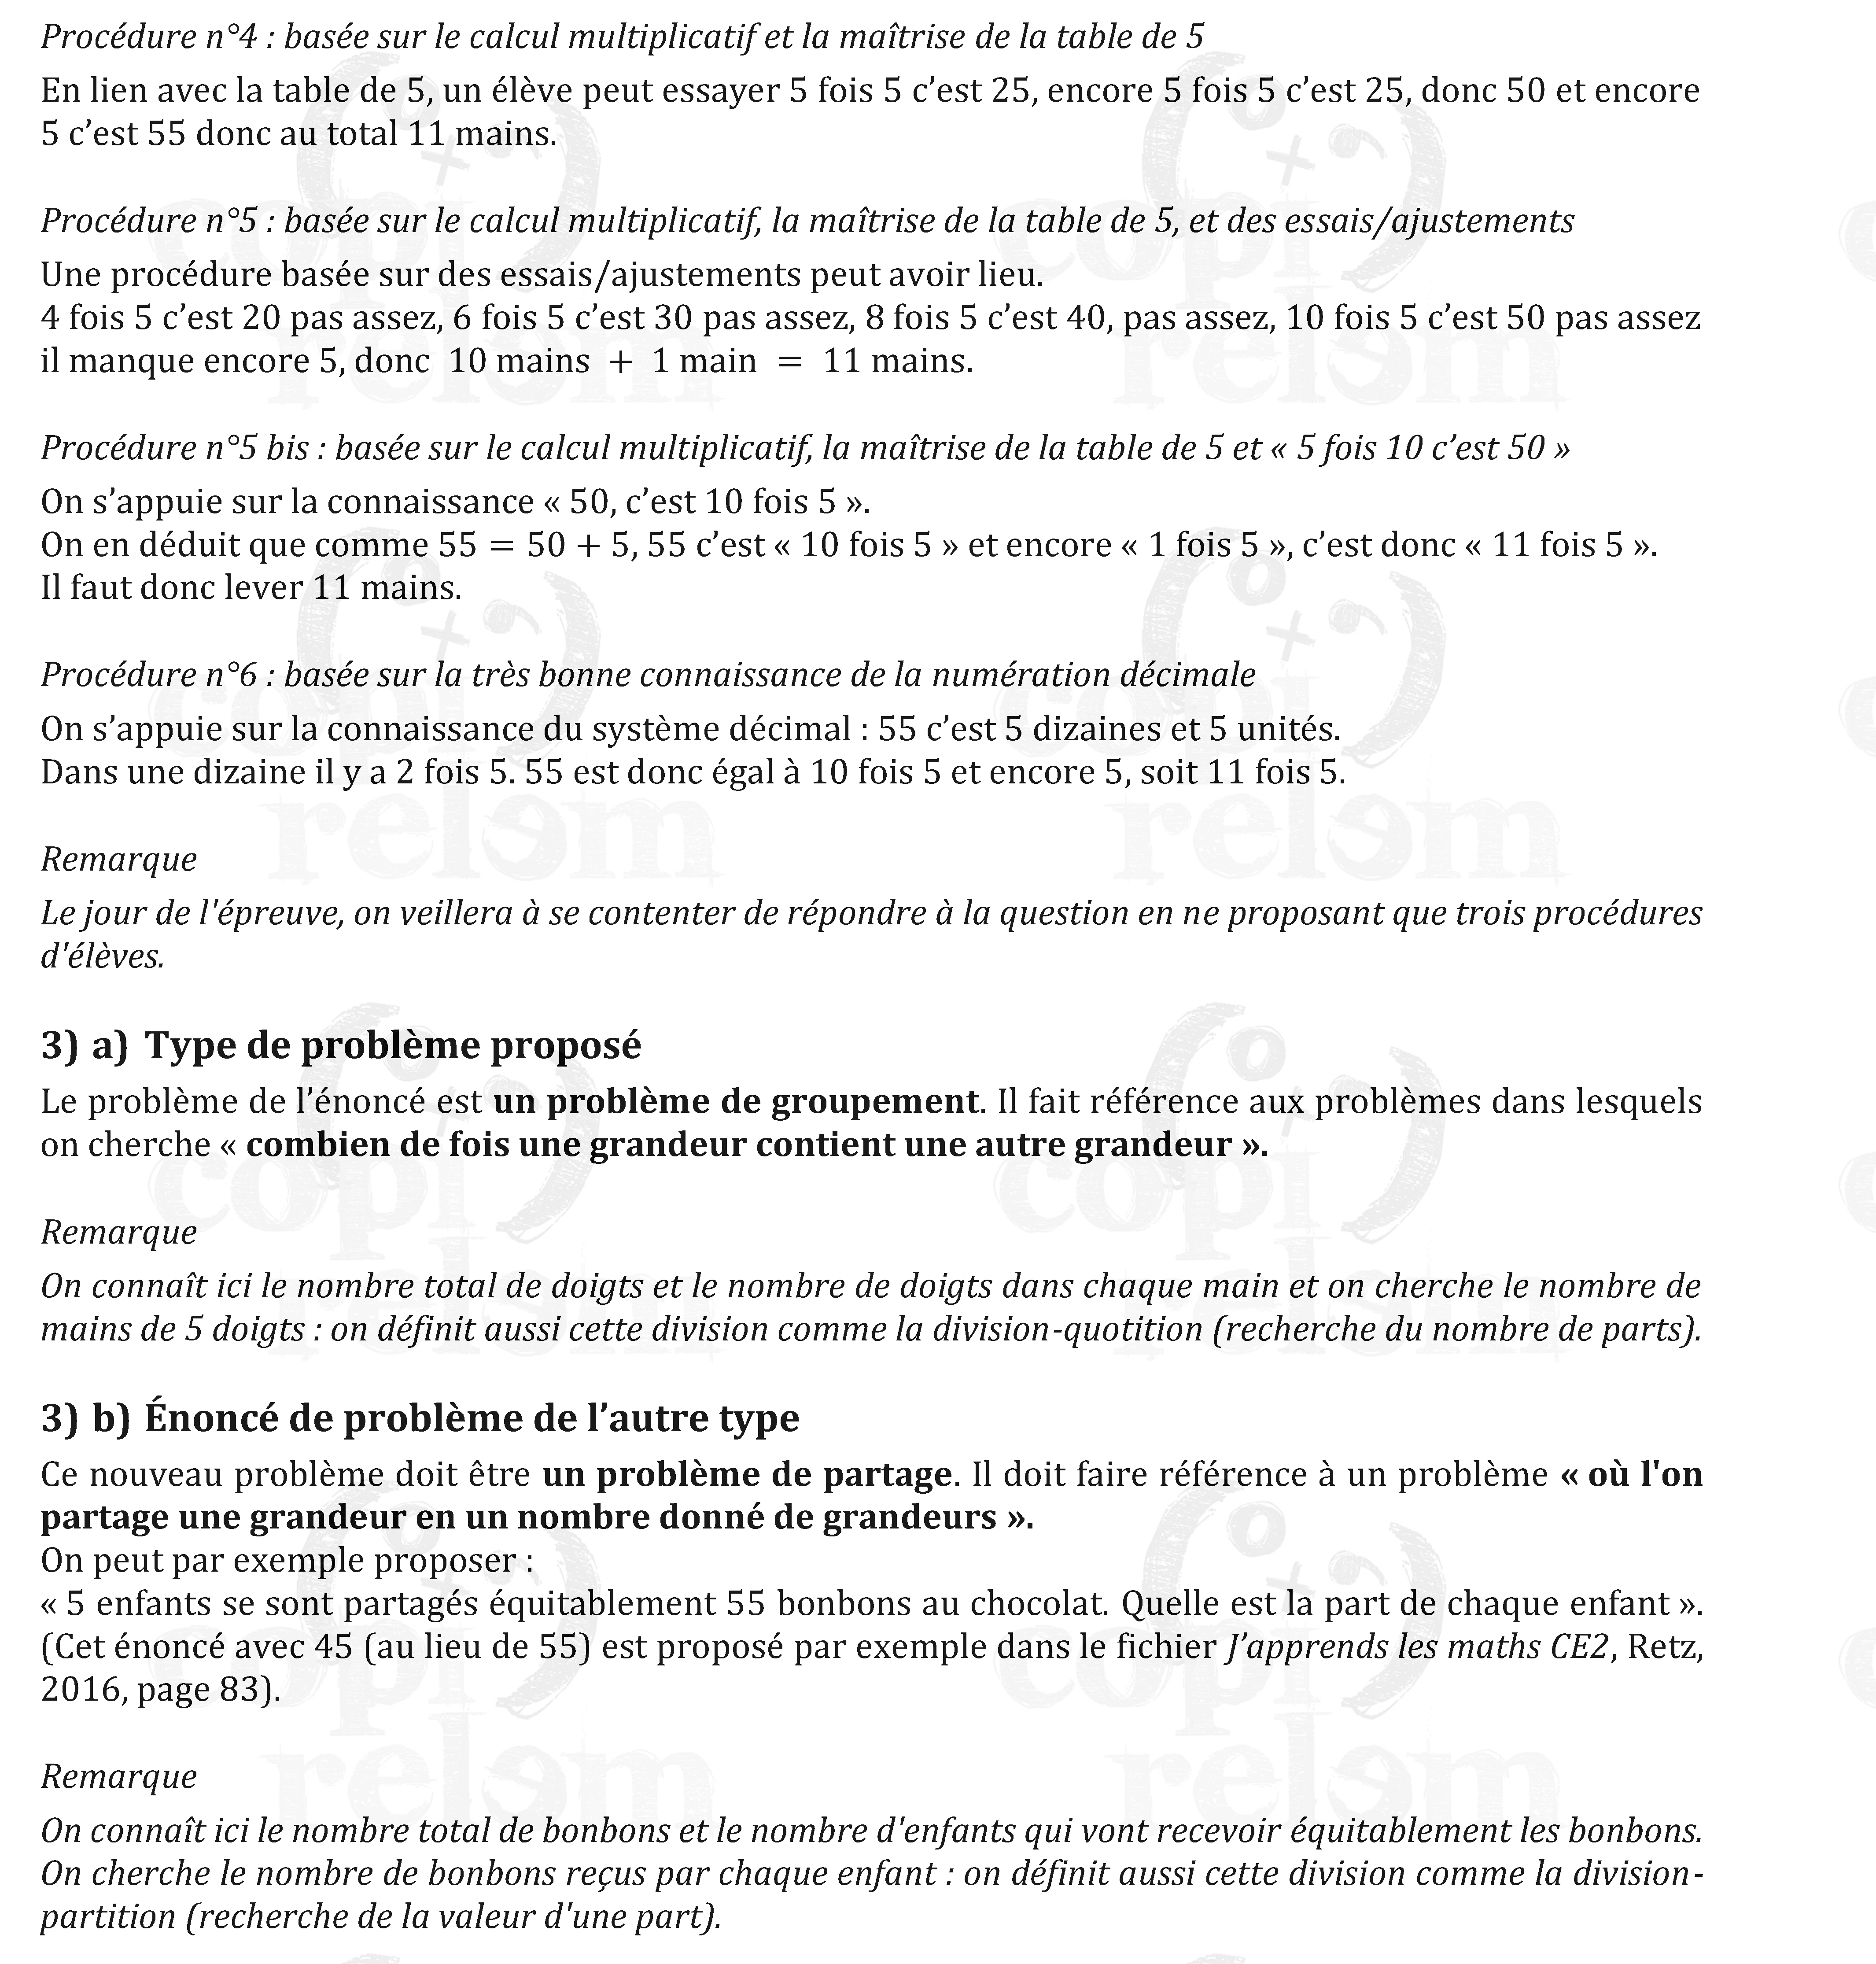 Procédure n°4 : basée sur le calcul multiplicatif et la maîtrise de la table de 5
En lien avec la table de 5, un élève peut essayer 5 fois 5 c’est 25, encore 5 fois 5 c’est 25, donc 50 et encore
5 c’est 55 donc au total 11 mains.
Procédure n°5 : basée sur le calcul multiplicatif, la maîtrise de la table de 5, et des essais/ajustements
Une procédure basée sur des essais/ajustements peut avoir lieu.
4 fois 5 c’est 20 pas assez, 6 fois 5 c’est 30 pas assez, 8 fois 5 c’est 40, pas assez, 10 fois 5 c’est 50 pas assez
il manque encore 5, donc 10 mains + 1 main = 11 mains.
Procédure n°5 bis : basée sur le calcul multiplicatif, la maîtrise de la table de 5 et « 5 fois 10 c’est 50 »
On s’appuie sur la connaissance « 50, c’est 10 fois 5 ».
On en déduit que comme 55 = 50 + 5, 55 c’est « 10 fois 5 » et encore « 1 fois 5 », c’est donc « 11 fois 5 ».
Il faut donc lever 11 mains.
Procédure n°6 : basée sur la très bonne connaissance de la numération décimale
On s’appuie sur la connaissance du système décimal : 55 c’est 5 dizaines et 5 unités.
Dans une dizaine il y a 2 fois 5. 55 est donc égal à 10 fois 5 et encore 5, soit 11 fois 5.
Remarque
Le jour de l'épreuve, on veillera à se contenter de répondre à la question en ne proposant que trois procédures
d'élèves.
3) a) Type de problème proposé
Le problème de l’énoncé est un problème de groupement. Il fait référence aux problèmes dans lesquels
on cherche « combien de fois une grandeur contient une autre grandeur ».
Remarque
On connaît ici le nombre total de doigts et le nombre de doigts dans chaque main et on cherche le nombre de
mains de 5 doigts : on définit aussi cette division comme la division-quotition (recherche du nombre de parts).
3) b) Énoncé de problème de l’autre type
Ce nouveau problème doit être un problème de partage. Il doit faire référence à un problème « où l'on
partage une grandeur en un nombre donné de grandeurs ».
On peut par exemple proposer :
« 5 enfants se sont partagés équitablement 55 bonbons au chocolat. Quelle est la part de chaque enfant ».
(Cet énoncé avec 45 (au lieu de 55) est proposé par exemple dans le fichier J’apprends les maths CE2, Retz,
2016, page 83).
Remarque
On connaît ici le nombre total de bonbons et le nombre d'enfants qui vont recevoir équitablement les bonbons.
On cherche le nombre de bonbons reçus par chaque enfant : on définit aussi cette division comme la division-
partition (recherche de la valeur d'une part).